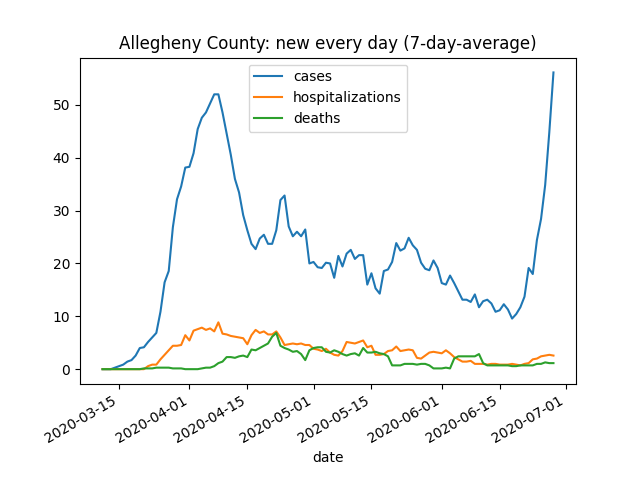 Allegheny County: new every day (7-day-average)
cases
hospitalizations
deaths
50
40
30
20
10
0
2020-03-15
2020-04-01
2020-04-15
2020-05-01
2020-05-15
2020-06-01
2020-06-15
2020-07-01
date